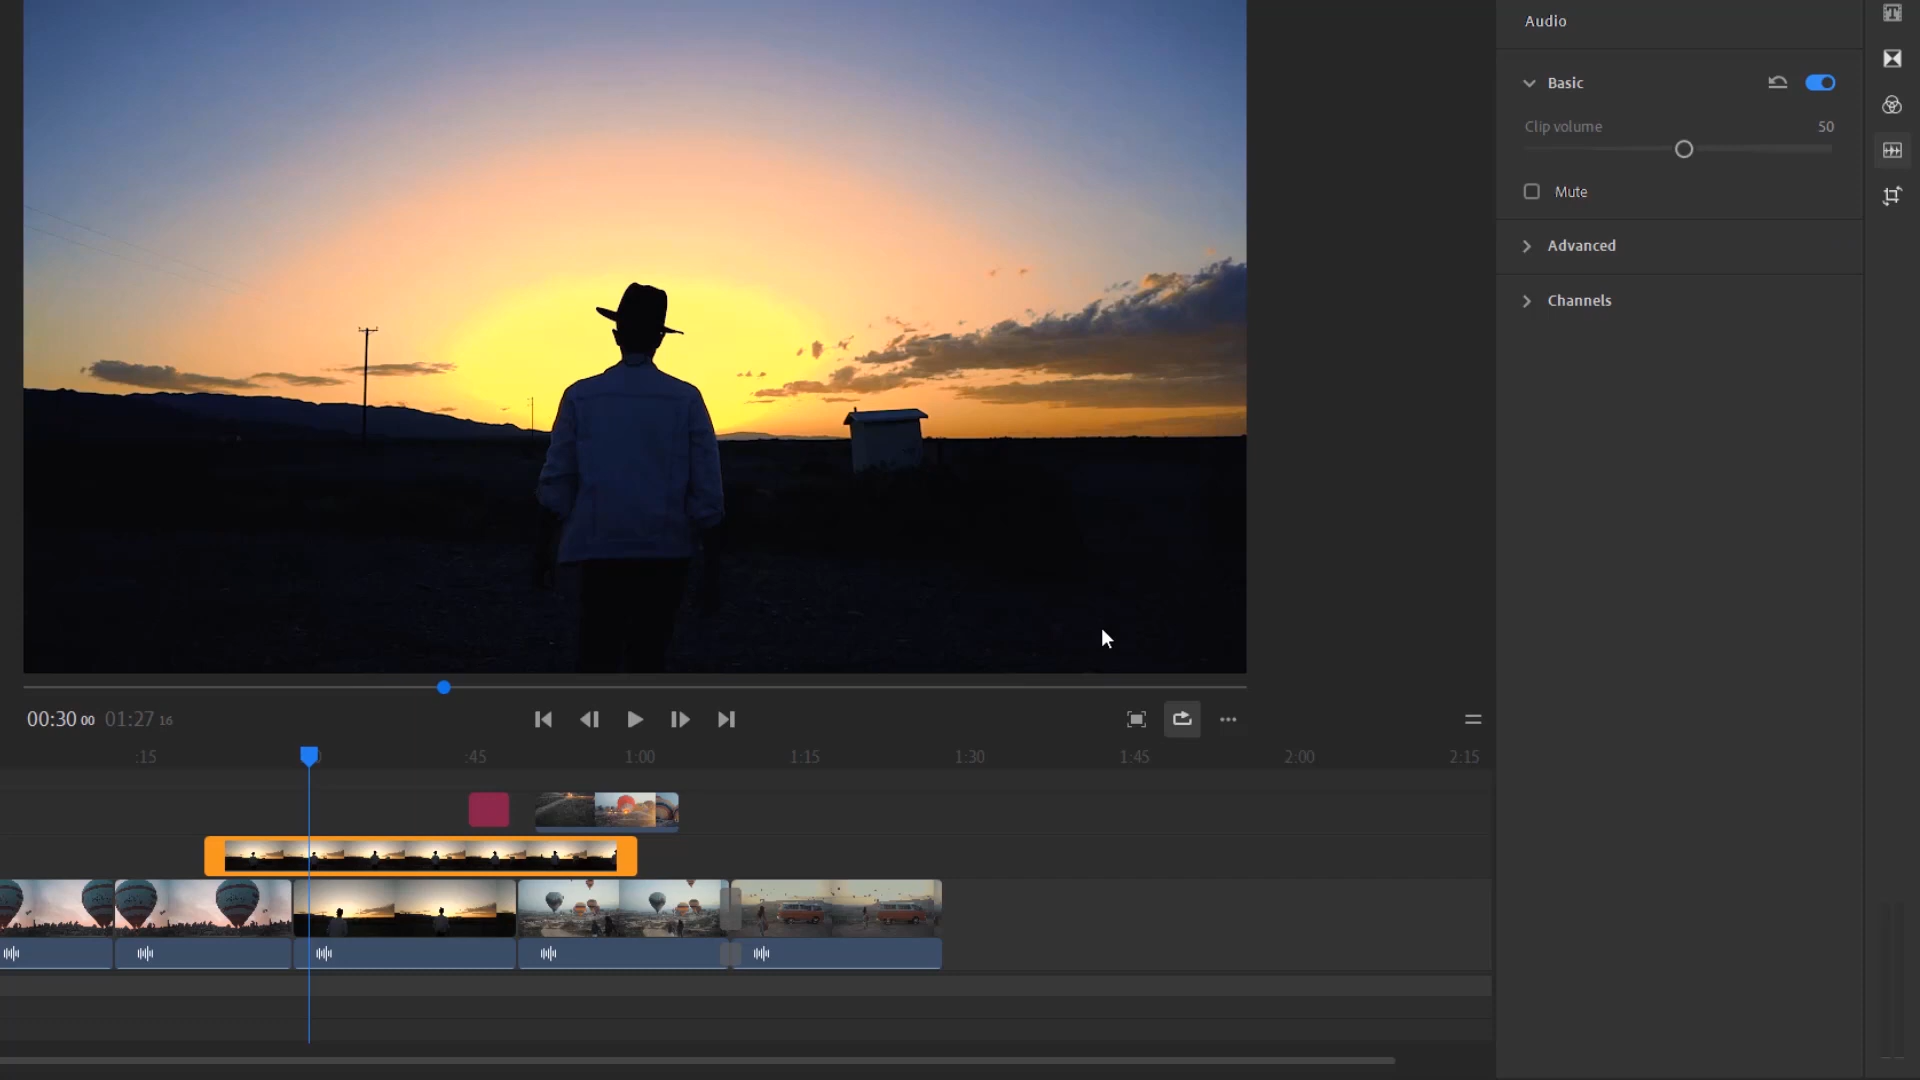 Audio
Basic
Clip volume 50
Mute
Advanced
Channels
00:30 00 01:27 16
:15 :45 1:00 1:15 1:30 1:45 2:00 2:15